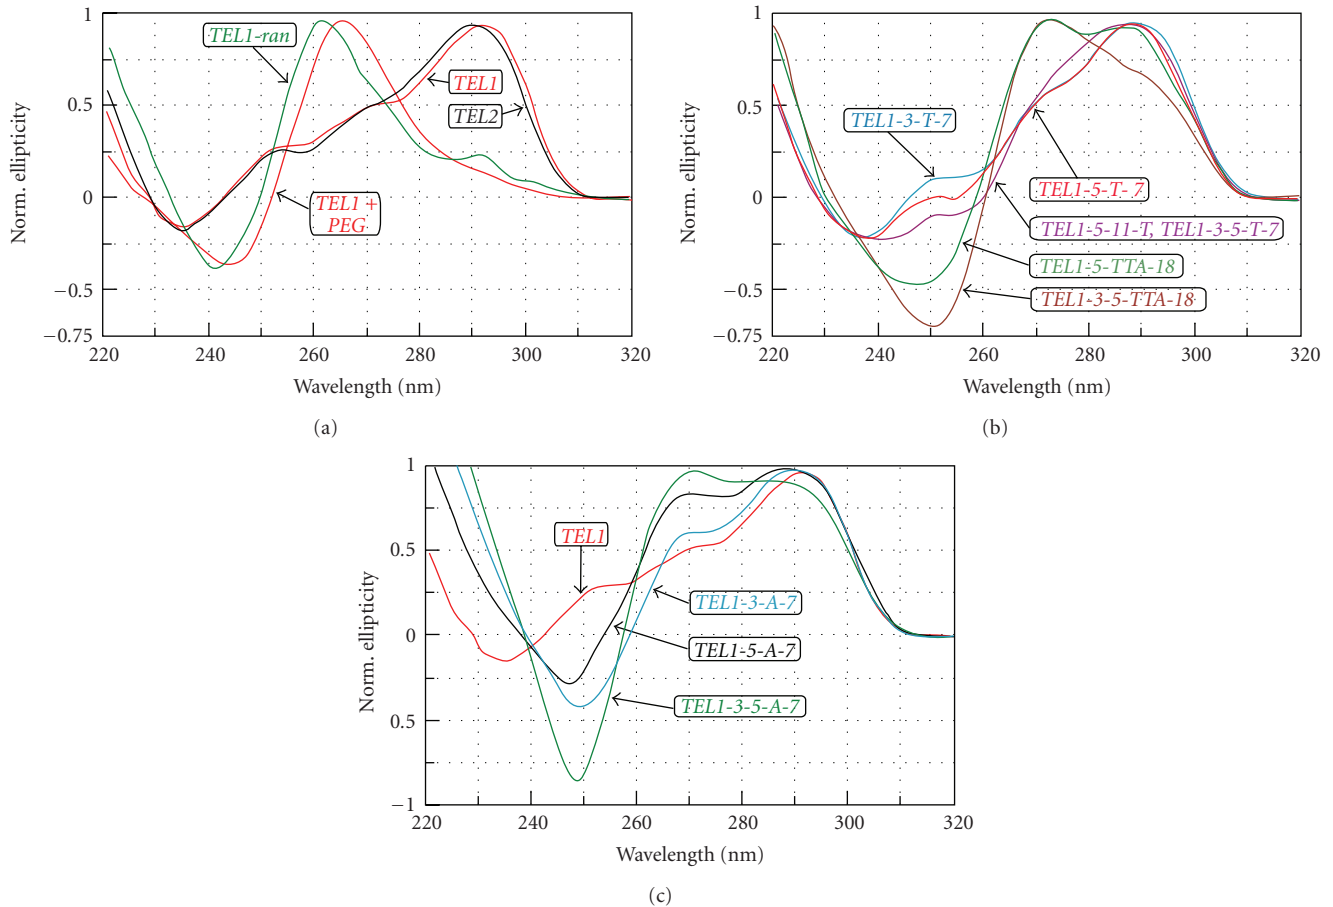 1
0.5
0
−0.5
−0.75
220
240
260
280
300
320
Norm. ellipticity
Wavelength (nm)
TEL1-ran
TEL1
TEL2
TEL1 +
PEG
(a)
1
0.5
0
−0.5
−0.75
220
240
260
280
300
320
Norm. ellipticity
Wavelength (nm)
TEL1-3-T-7
TEL1-5-T- 7
TEL1-5-11-T, TEL1-3-5-T-7
TEL1-5-TTA-18
TEL1-3-5-TTA-18
(b)
1
0.5
0
0.5
−1
220
240
260
280
300
320
Norm. ellipticity
Wavelength (nm)
TEL1
TEL1-3-A-7
TEL1-5-A-7
TEL1-3-5-A-7
(c)